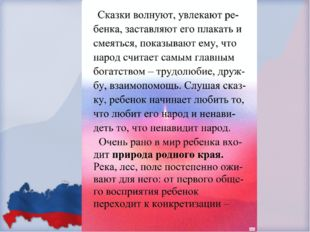 Сказки волнуют, увлекают ре-
бенка, заставляют его плакать и
смеяться, показывают ему, что
народ считает самым главным
богатством – трудолюбие, друж-
бу, взаимопомощь. Слушая сказ-
ку, ребенок начинает любить то,
что любит его народ и ненави-
деть то, что ненавидит народ.
Очень рано в мир ребенка вхо-
дит природа родного края.
Река, лес, поле постепенно ожи-
вают для него: от первого обще-
го восприятия ребенок
переходит к конкретизации –